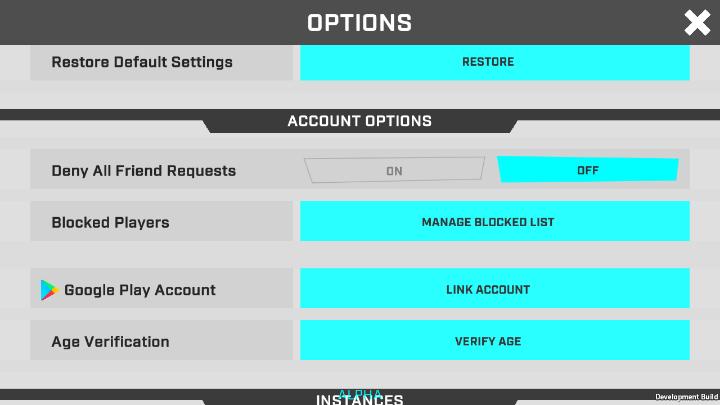 OPTIONS
Restore Default Settings
RESTORE
ACCOUNT OPTIONS
Deny All Friend Requests
ON
OFF
Blocked Players
MANAGE BLOCKED LIST
Google Play Account
LINK ACCOUNT
Age Verification
VERIFY AGE
ALPHA
INSTANCES
Development Build